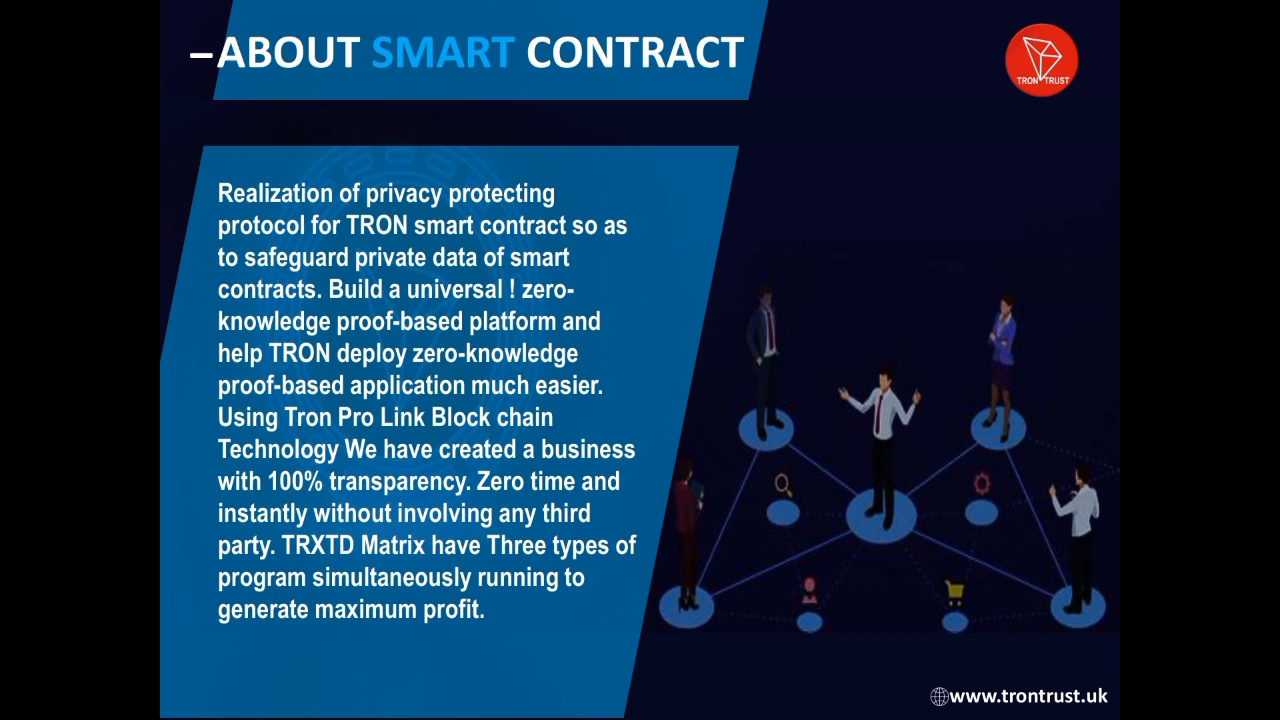 –ABOUT SMART CONTRACT
TRON TRUST
Realization of privacy protecting
protocol for TRON smart contract so as
to safeguard private data of smart
contracts. Build a universal ! zero-
knowledge proof-based platform and
help TRON deploy zero-knowledge
proof-based application much easier.
Using Tron Pro Link Block chain
Technology We have created a business
with 100% transparency. Zero time and
instantly without involving any third
party. TRXTD Matrix have Three types of
program simultaneously running to
generate maximum profit.
www.trontrust.uk